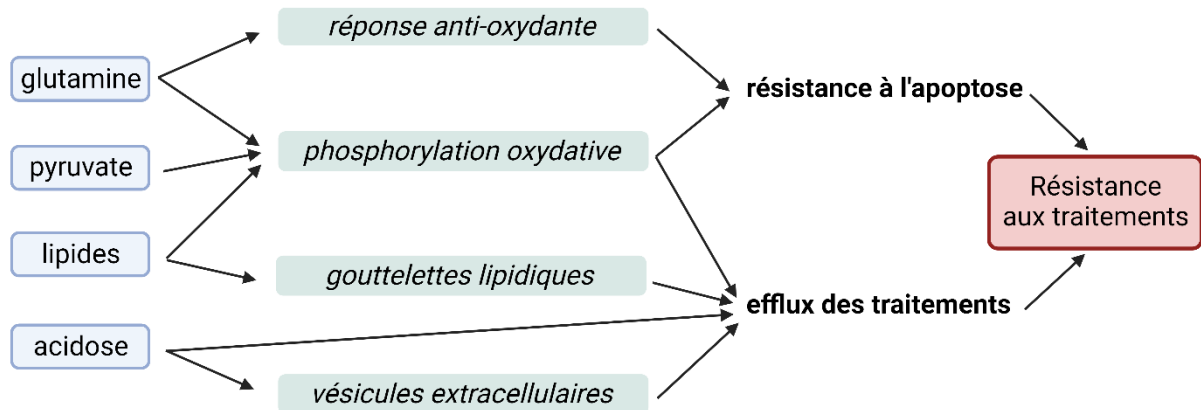 réponse anti-oxydante
glutamine
résistance à l'apoptose
phosphorylation oxydative
pyruvate
Résistance
aux traitements
lipides
gouttelettes lipidiques
efflux des traitements
acidose
vésicules extracellulaires